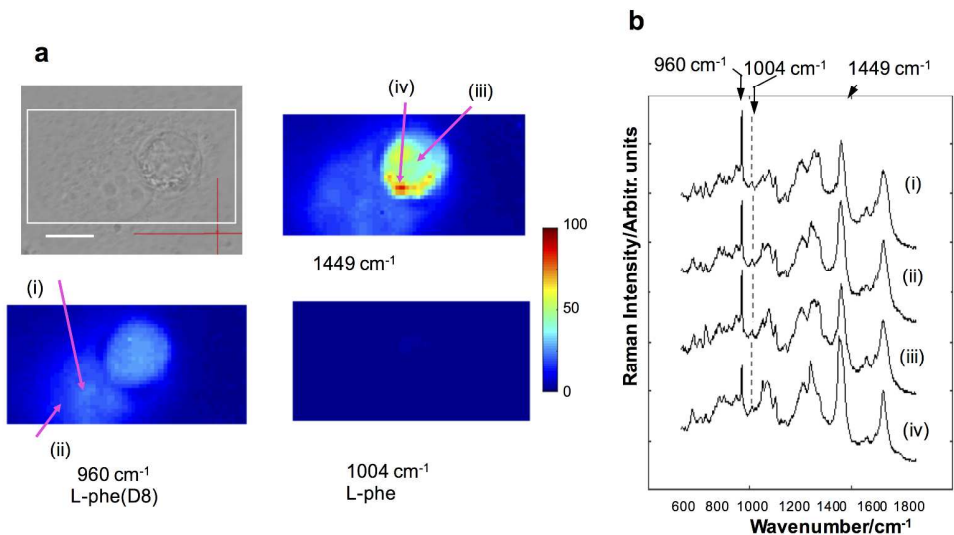 a
(iv)
(iii)
1449 cm-1
100
50
0
(i)
(ii)
960 cm-1
L-phe(D8)
1004 cm-1
L-phe
b
960 cm-1
1004 cm-1
1449 cm-1
Raman Intensity/Arbitr. units
(i)
(ii)
(iii)
(iv)
600 800 1000 1200 1400 1600 1800
Wavenumber/cm-1